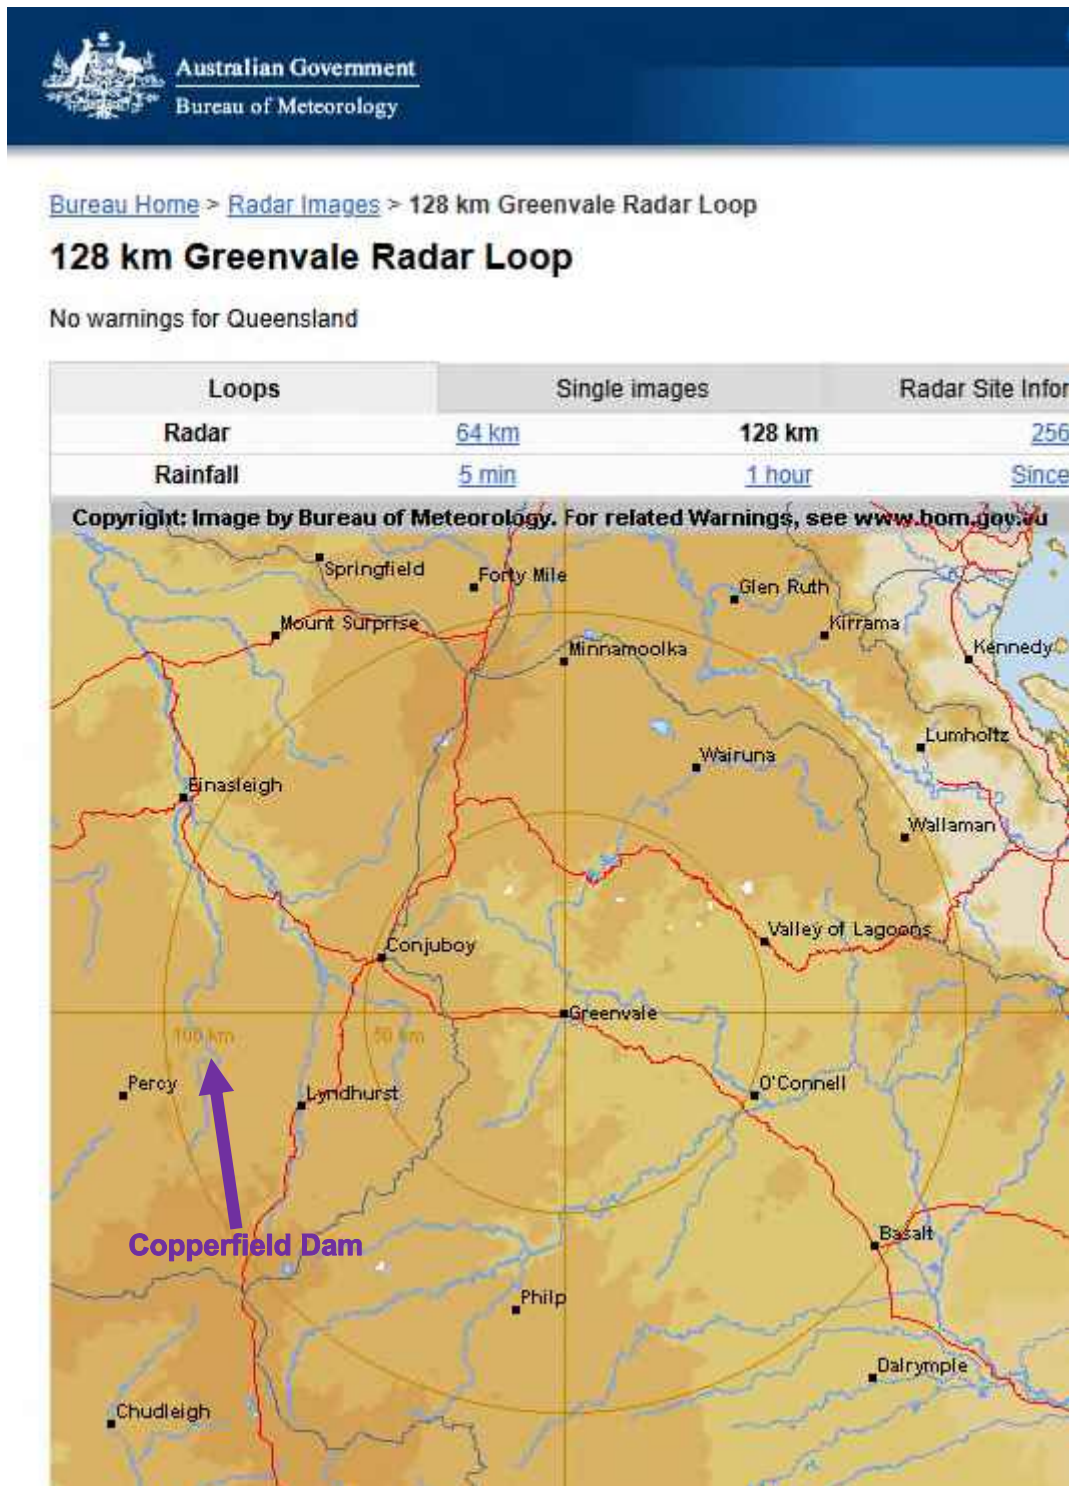 Australian Government
Bureau of Meteorology
Bureau Home > Radar Images > 128 km Greenvale Radar Loop
128 km Greenvale Radar Loop
No warnings for Queensland
Loops Single images Radar Site Infor
Radar 64 km 128 km 256
Rainfall 5 min 1 hour Since
Copyright: Image by Bureau of Meteorology. For related Warnings, see www.bom.gov.au
Springfield
Forty Mile
Glen Ruth
Mount Surprise
Kirrama
Minnamoolka
Kennedy
Lumholtz
Wairuna
Einasleigh
Wallaman
Valley of Lagoons
Conjuboy
Greenvale
100 km
50 km
Percy
O'Connell
Lyndhurst
Basalt
Copperfield Dam
Philp
Dalrymple
Chudleigh